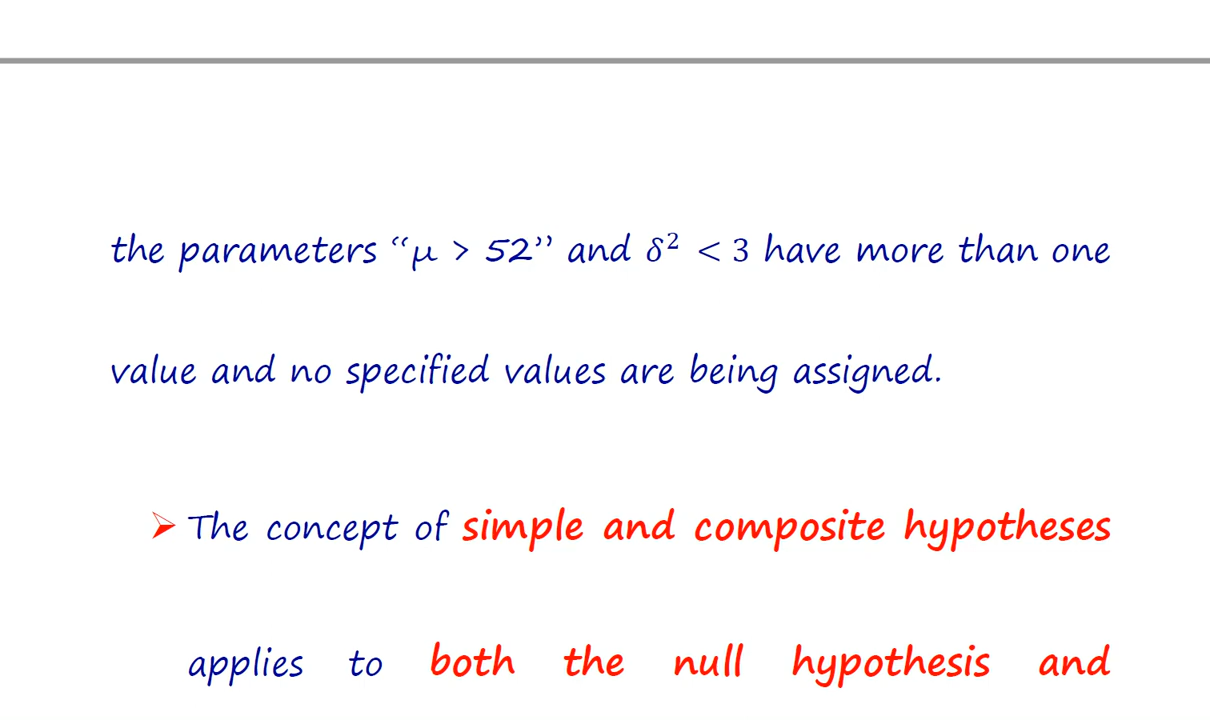 the parameters “μ > 52” and δ² < 3 have more than one
value and no specified values are being assigned.
➢ The concept of simple and composite hypotheses
applies to both the null hypothesis and